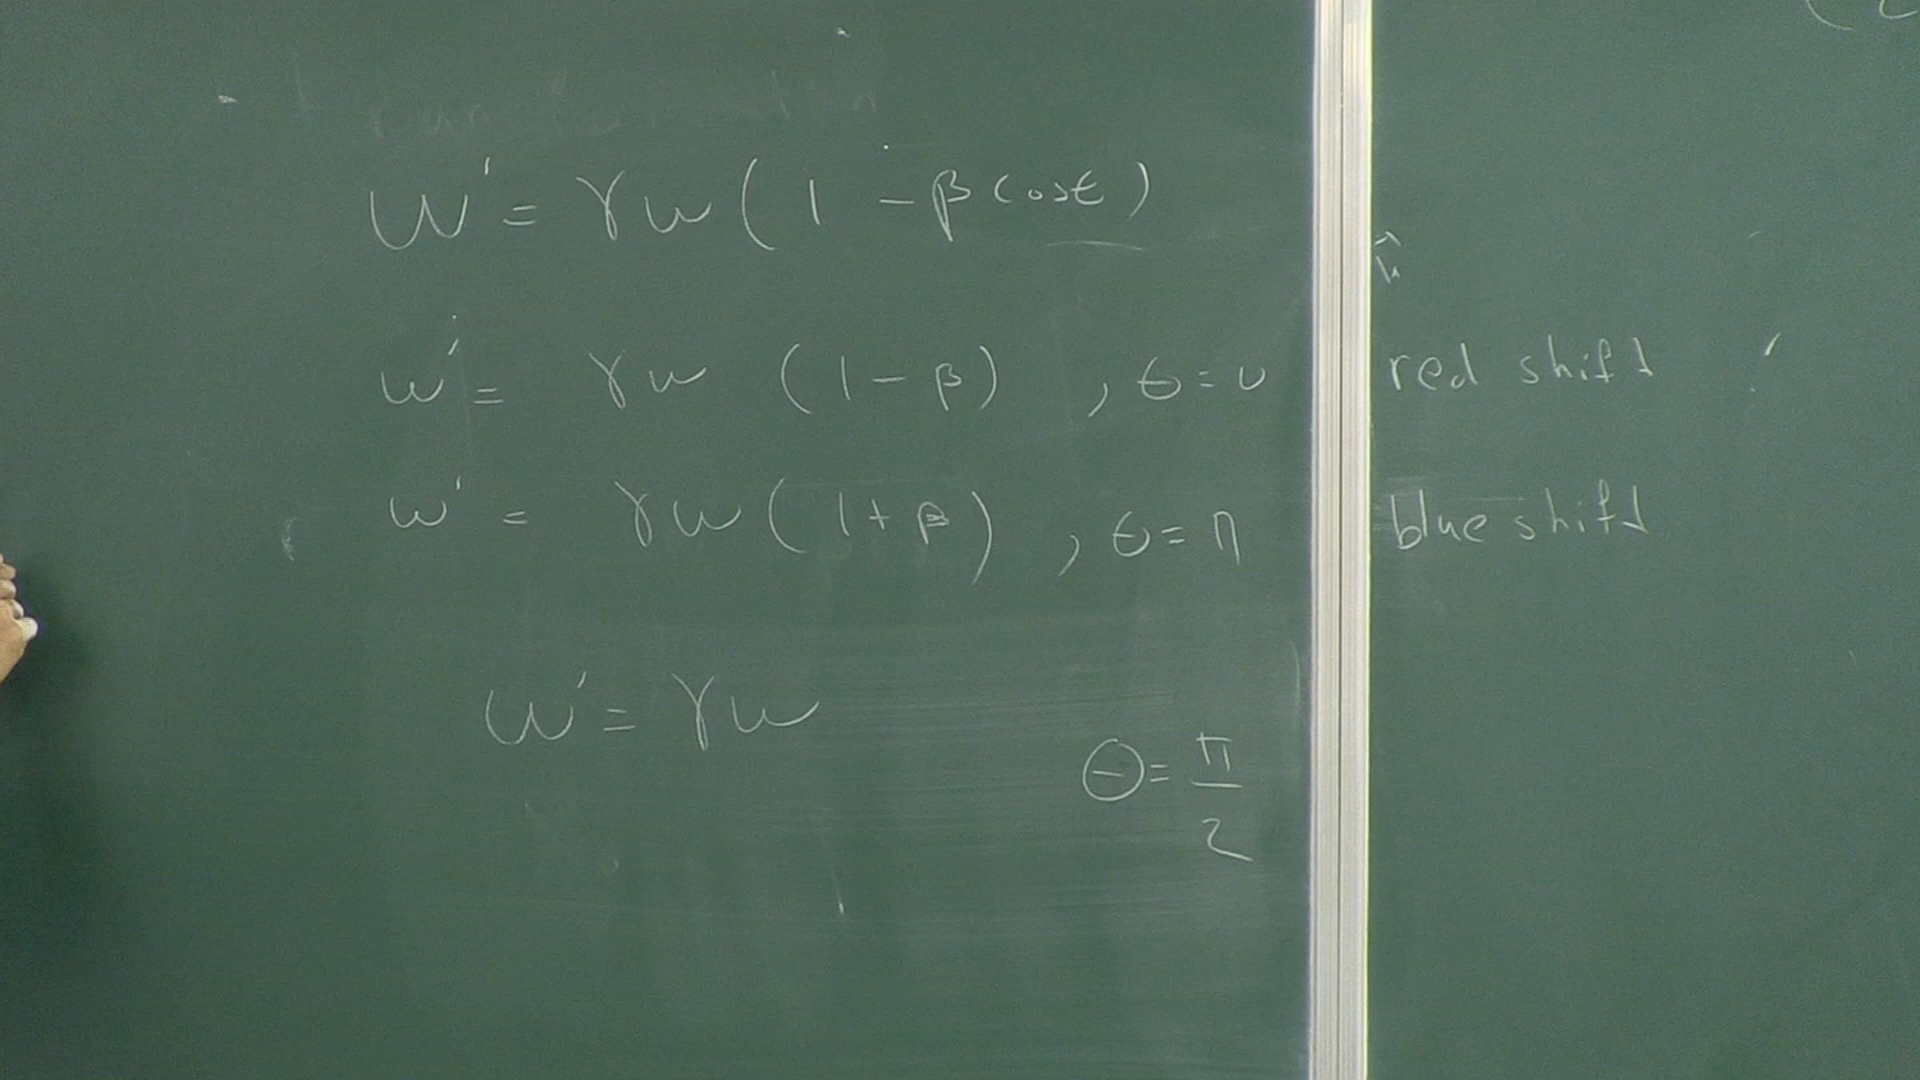 ω' = γω (1 - β cosθ)
ω' = γω (1 - β) , θ = 0 red shift
ω' = γω (1 + β) , θ = π blue shift
ω' = γω θ = π/2